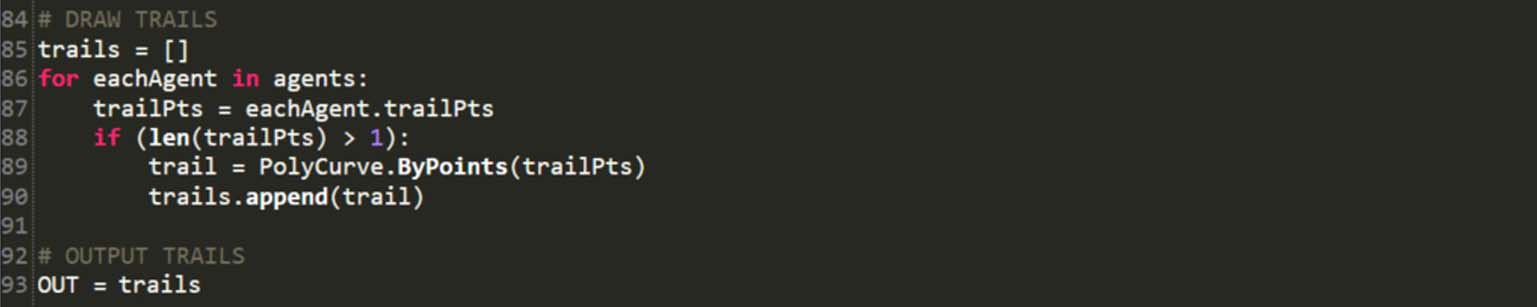 84 # DRAW TRAILS
85 trails = []
86 for eachAgent in agents:
87     trailPts = eachAgent.trailPts
88     if (len(trailPts) > 1):
89         trail = PolyCurve.ByPoints(trailPts)
90         trails.append(trail)
91
92 # OUTPUT TRAILS
93 OUT = trails